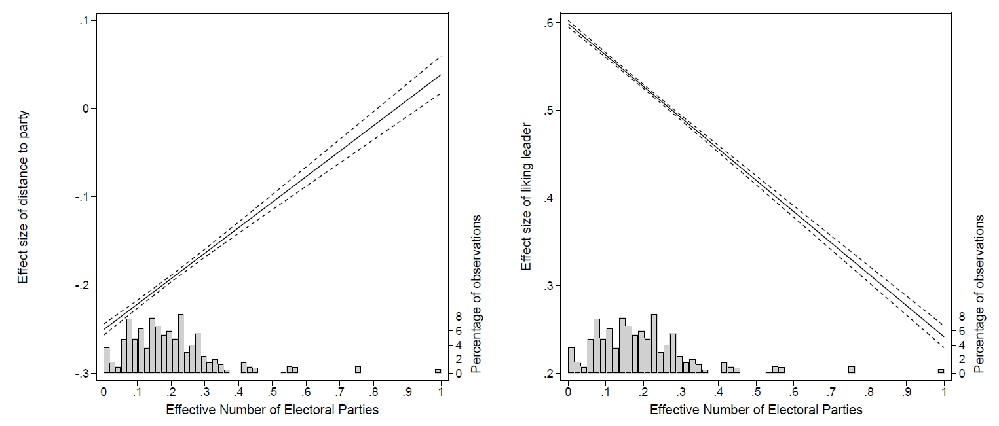 .1
0
-.1
-.2
-.3
Effect size of distance to party
8
6
4
2
0
Percentage of observations
0 .1 .2 .3 .4 .5 .6 .7 .8 .9 1
Effective Number of Electoral Parties
.6
.5
.4
.3
.2
Effect size of liking leader
8
6
4
2
0
Percentage of observations
0 .1 .2 .3 .4 .5 .6 .7 .8 .9 1
Effective Number of Electoral Parties